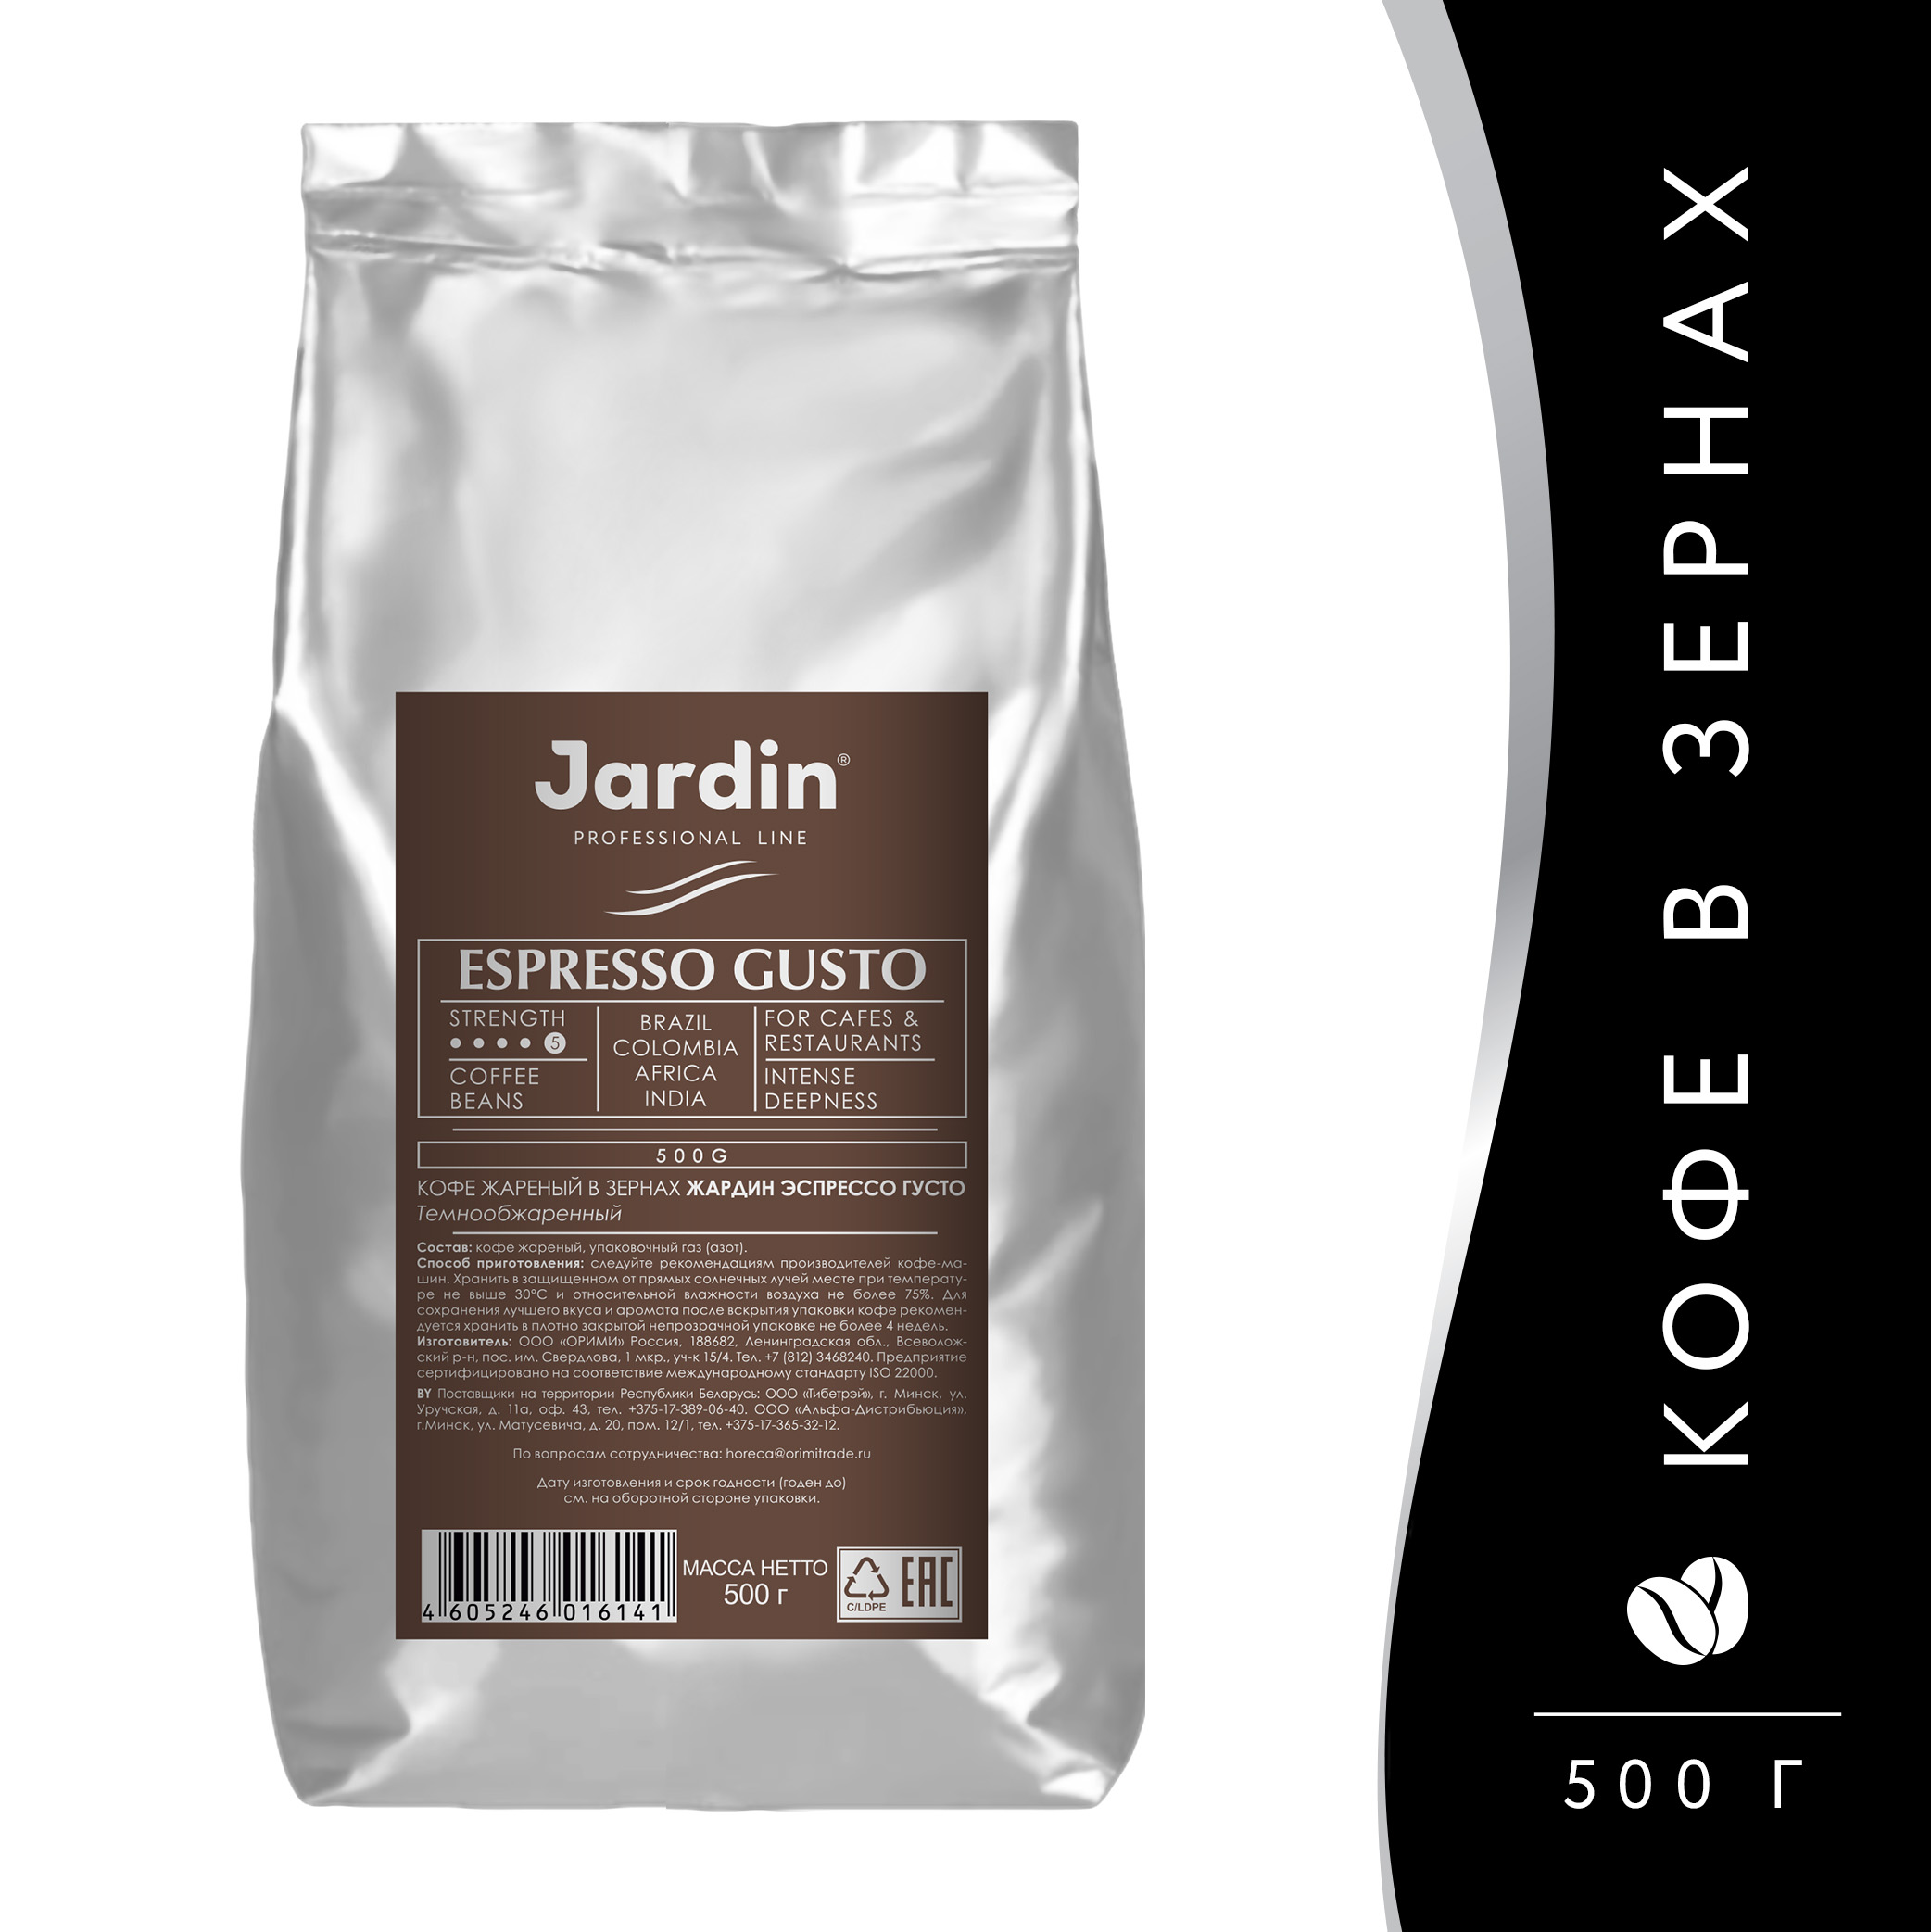 Jardin®
PROFESSIONAL LINE
ESPRESSO GUSTO
STRENGTH
5
COFFEE
BEANS
BRAZIL
COLOMBIA
AFRICA
INDIA
FOR CAFES &
RESTAURANTS
INTENSE
DEEPNESS
500G
КОФЕ ЖАРЕНЫЙ В ЗЕРНАХ ЖАРДИН ЭСПРЕССО ГУСТО
Темнообжаренный
Состав: кофе жареный, упаковочный газ (азот).
Способ приготовления: следуйте рекомендациям производителей кофе-ма-
шин. Хранить в защищенном от прямых солнечных лучей месте при температу-
ре не выше 30°С и относительной влажности воздуха не более 75%. Для
сохранения лучшего вкуса и аромата после вскрытия упаковки кофе рекомен-
дуется хранить в плотно закрытой непрозрачной упаковке не более 4 недель.
Изготовитель: ООО «ОРИМИ» Россия, 188682, Ленинградская обл., Всеволож-
ский р-н, пос. им. Свердлова, 1 мкр., уч-к 15/4. Тел. +7 (812) 3468240. Предприятие
сертифицировано на соответствие международному стандарту ISO 22000.
BY Поставщики на территории Республики Беларусь: ООО «Тибетрэй», г. Минск, ул.
Уручская, д. 11а, оф. 43, тел. +375-17-389-06-40. ООО «Альфа-Дистрибьюция»,
г.Минск, ул. Матусевича, д. 20, пом. 12/1, тел. +375-17-365-32-12.
По вопросам сотрудничества: horeca@orimitrade.ru
Дату изготовления и срок годности (годен до)
см. на оборотной стороне упаковки.
4 605246 016141
МАССА НЕТТО
500 г
C/LDPE
EAC
КОФЕ В ЗЕРНАХ
500 Г